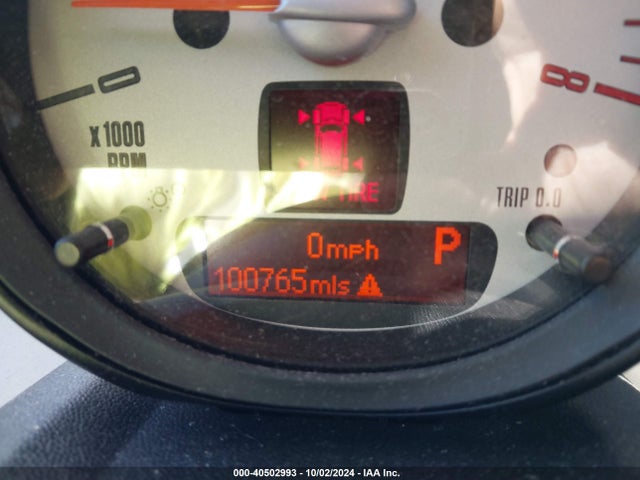 0
8
x1000
RPM
TIRE
TRIP 0.0
0mph P
100765mls
000-40502993 - 10/02/2024 - IAA Inc.